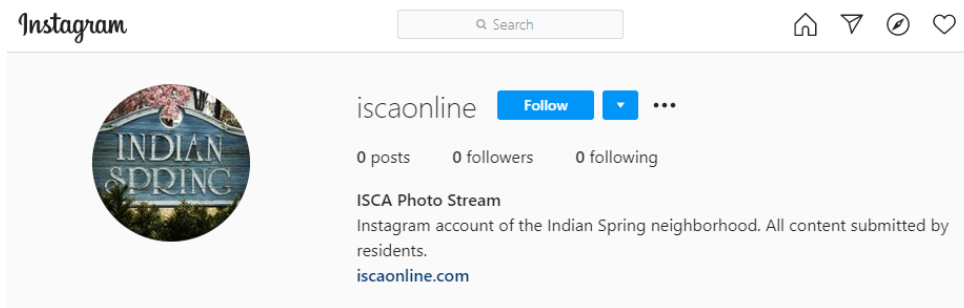 Instagram
Search
iscaonline Follow
0 posts 0 followers 0 following
INDIAN
SPRING
ISCA Photo Stream
Instagram account of the Indian Spring neighborhood. All content submitted by
residents.
iscaonline.com